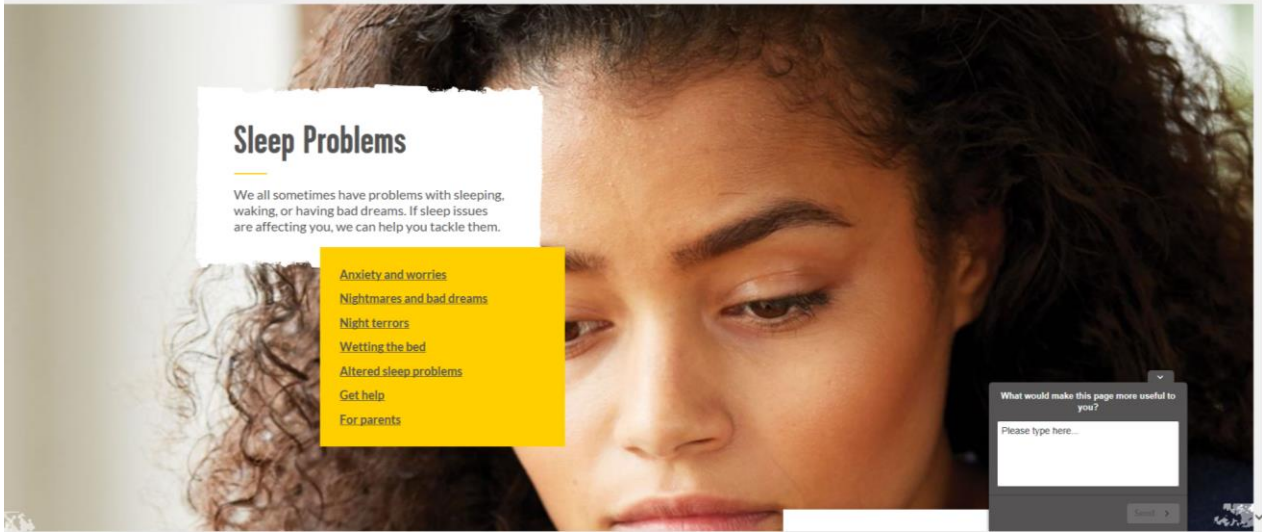 Sleep Problems
We all sometimes have problems with sleeping,
waking, or having bad dreams. If sleep issues
are affecting you, we can help you tackle them.
Anxiety and worries
Nightmares and bad dreams
Night terrors
Wetting the bed
Altered sleep problems
Get help
For parents
What would make this page more useful to
you?
Please type here...
Send